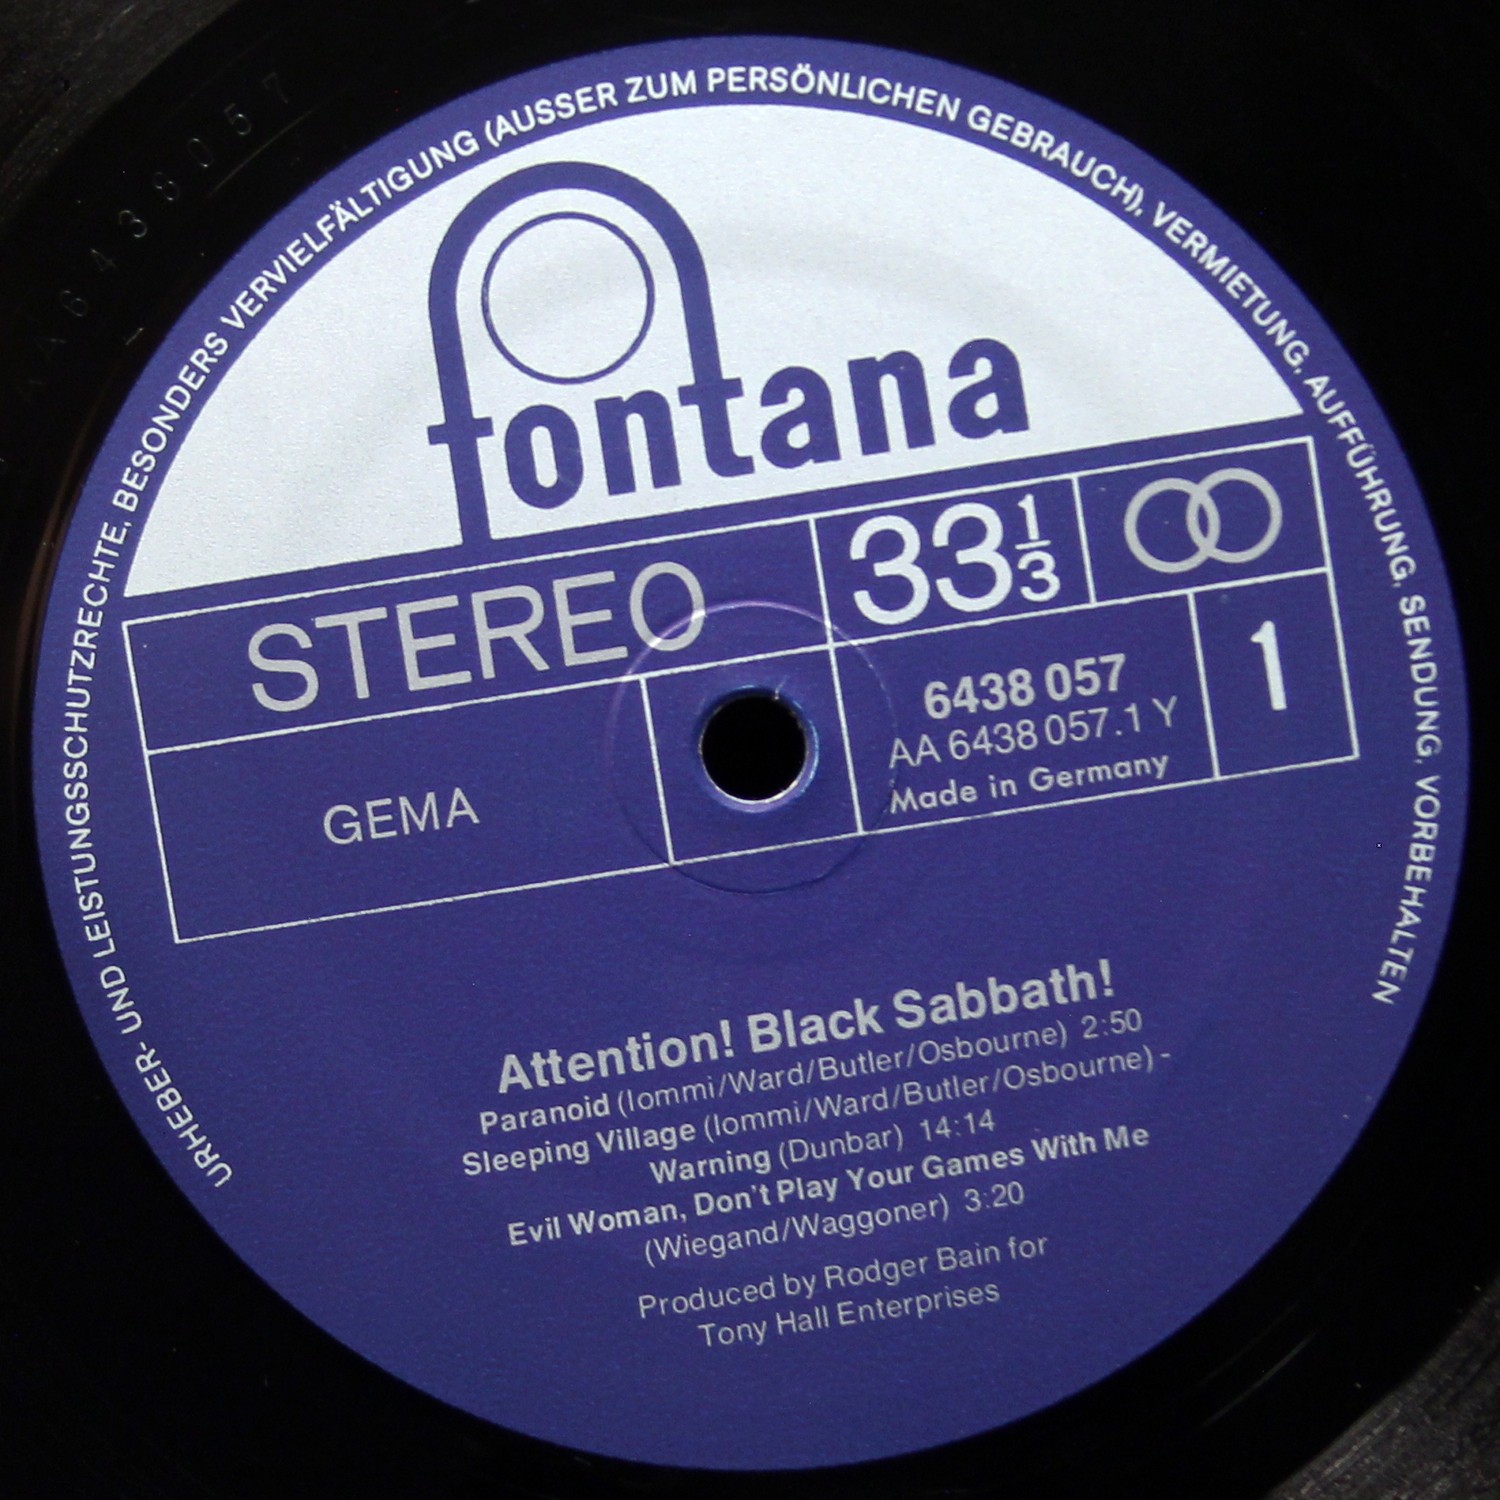 URHEBER- UND LEISTUNGSSCHUTZRECHTE, BESONDERS VERVIELFÄLTIGUNG (AUSSER ZUM PERSÖNLICHEN GEBRAUCH), VERMIETUNG, AUFFÜHRUNG, SENDUNG, VORBEHALTEN
AA 6438057
fontana
STEREO
33 1/3
GEMA
6438 057
AA 6438 057.1 Y
Made in Germany
1
Attention! Black Sabbath!
Paranoid (Iommi/Ward/Butler/Osbourne) 2:50
Sleeping Village (Iommi/Ward/Butler/Osbourne) -
Warning (Dunbar) 14:14
Evil Woman, Don't Play Your Games With Me
(Wiegand/Waggoner) 3:20
Produced by Rodger Bain for
Tony Hall Enterprises